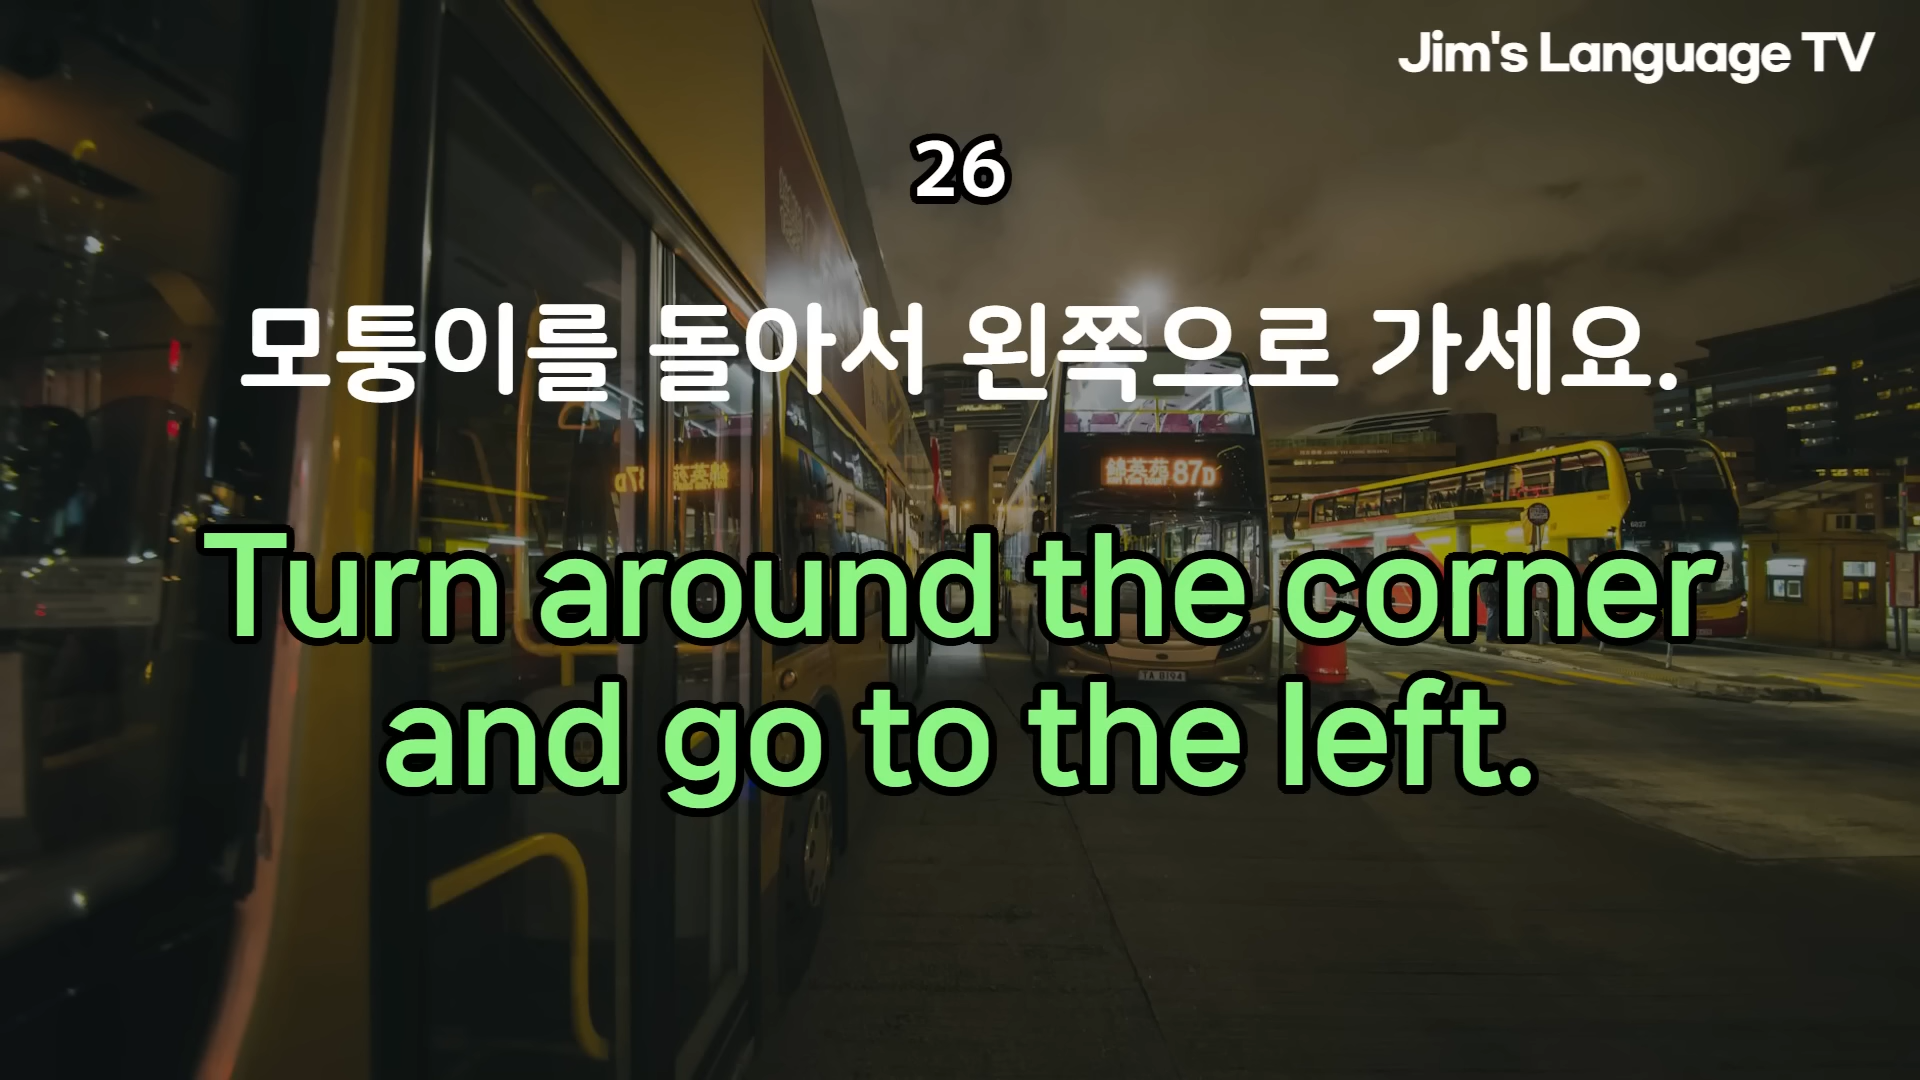 Jim's Language TV
26
모퉁이를 돌아서 왼쪽으로 가세요.
87D
Turn around the corner
and go to the left.